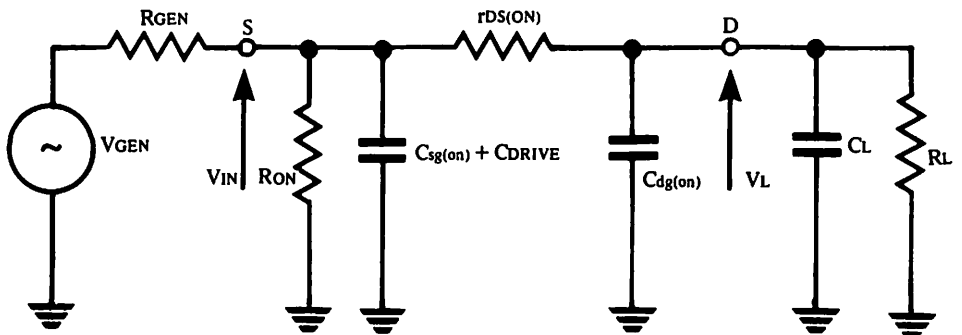 RGEN
S
rDS(ON)
D
VGEN
VIN
RON
Csg(on) + CDRIVE
Cdg(on)
VL
CL
RL
~